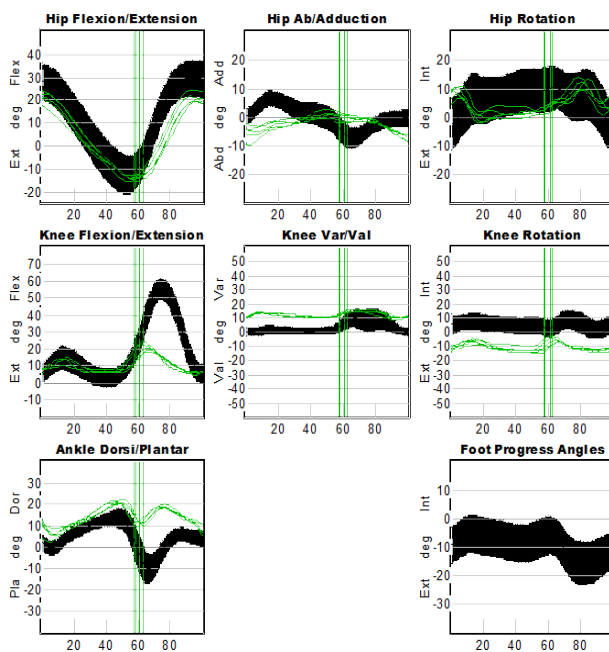 Hip Flexion/Extension
Hip Ab/Adduction
Hip Rotation
Ext deg Flex
40
30
20
10
0
-10
-20
20 40 60 80
Abd deg Add
20
10
0
-10
-20
20 40 60 80
Ext deg Int
20
10
0
-10
-20
20 40 60 80
Knee Flexion/Extension
Knee Var/Val
Knee Rotation
Ext deg Flex
70
60
50
40
30
20
10
0
-10
20 40 60 80
Val deg Var
50
40
30
20
10
0
-10
-20
-30
-40
-50
20 40 60 80
Ext deg Int
50
40
30
20
10
0
-10
-20
-30
-40
-50
20 40 60 80
Ankle Dorsi/Plantar
Foot Progress Angles
Pla deg Dor
30
20
10
0
-10
-20
-30
20 40 60 80
Ext deg Int
10
0
-10
-20
-30
20 40 60 80